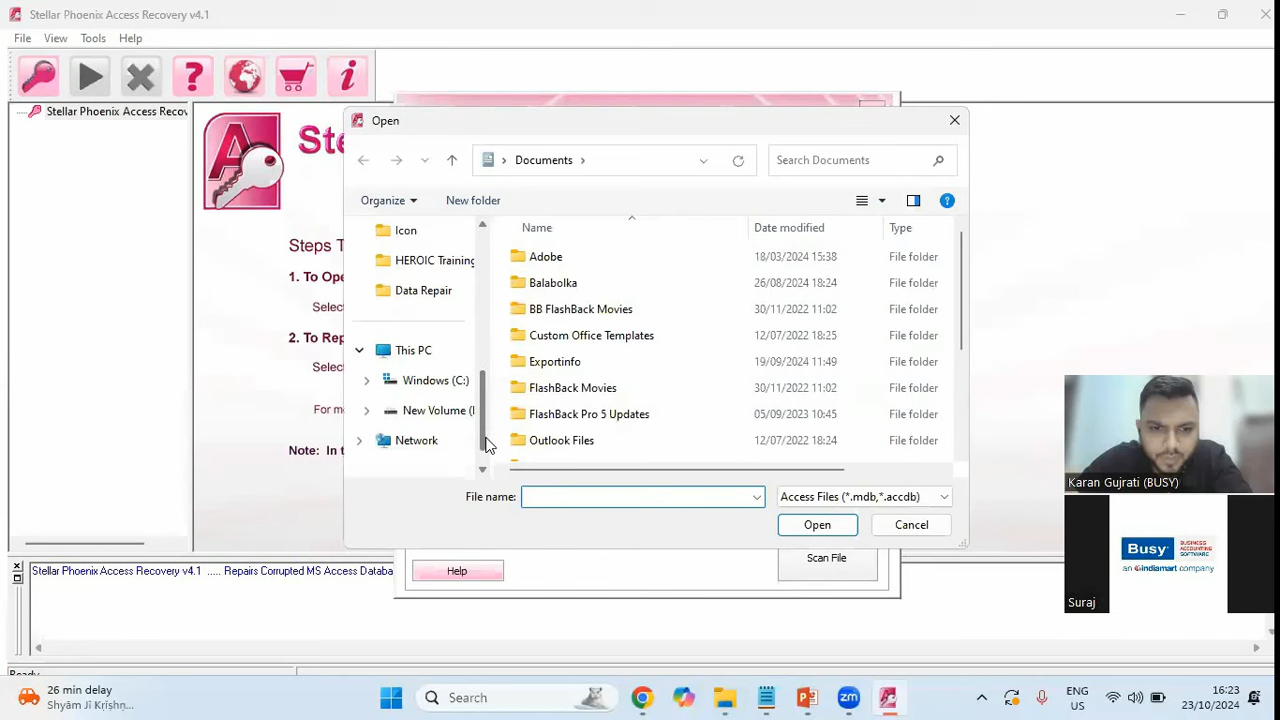 Stellar Phoenix Access Recovery v4.1
File View Tools Help
Stellar Phoenix Access Recov
Ste
Steps T
1. To Ope
Select
2. To Rep
Select
For m
Note: In t
Open
Documents
Search Documents
Organize
New folder
Icon
HEROIC Training
Data Repair
This PC
Windows (C:)
New Volume (
Network
Name Date modified Type
Adobe 18/03/2024 15:38 File folder
Balabolka 26/08/2024 18:24 File folder
BB FlashBack Movies 30/11/2022 11:02 File folder
Custom Office Templates 12/07/2022 18:25 File folder
Exportinfo 19/09/2024 11:49 File folder
FlashBack Movies 30/11/2022 11:02 File folder
FlashBack Pro 5 Updates 05/09/2023 10:45 File folder
Outlook Files 12/07/2022 18:24 File folder
File name:
Access Files (*.mdb,*.accdb)
Open Cancel
Help
Scan File
Stellar Phoenix Access Recovery v4.1 ..... Repairs Corrupted MS Access Databa
Karan Gujrati (BUSY)
Busy
BUSINESS
ACCOUNTING
SOFTWARE
an indiamart company
Suraj
26 min delay
Shyām Jī Kṛiṣhṇ...
Search
ENG
US
16:23
23/10/2024